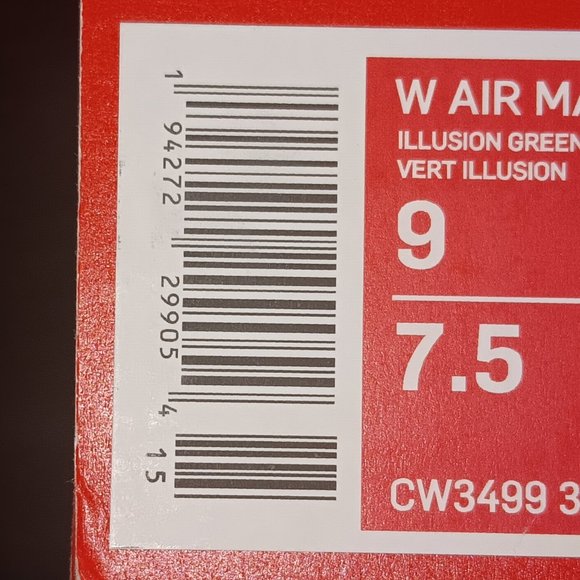 1 94272 29905 4 15
W AIR MA
ILLUSION GREEN
VERT ILLUSION
9
7.5
CW3499 3